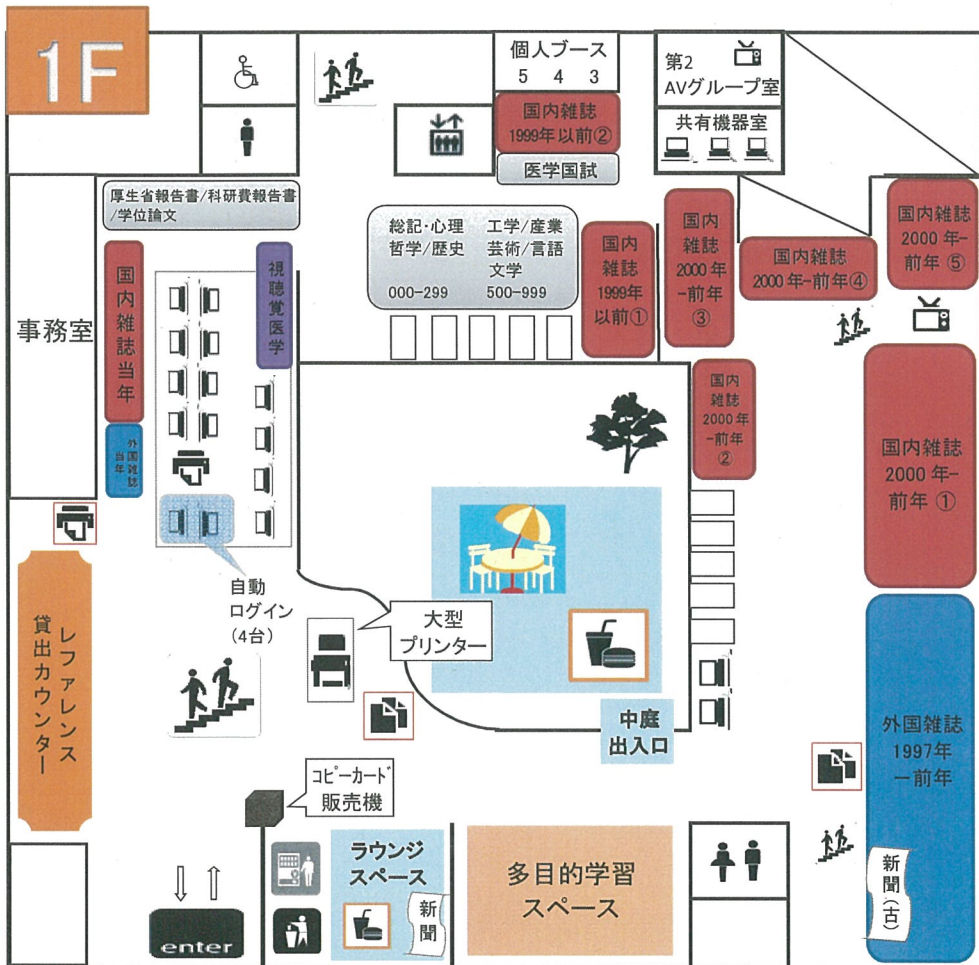 1F
個人ブース
5 4 3
国内雑誌
1999年以前②
医学国試
第2
AVグループ室
共有機器室
厚生省報告書/科研費報告書
/学位論文
総記・心理
哲学/歴史
000-299
工学/産業
芸術/言語
文学
500-999
国内
雑誌
1999年
以前①
国内
雑誌
2000年
-前年
③
国内雑誌
2000年-前年④
国内雑誌
2000年-
前年⑤
事務室
国内雑誌当年
外国雑誌
当年
視聴覚医学
国内
雑誌
2000年
-前年
②
国内雑誌
2000年-
前年①
自動
ログイン
(4台)
大型
プリンター
レファレンス
貸出カウンター
中庭
出入口
外国雑誌
1997年
-前年
コピーカード
販売機
ラウンジ
スペース
新聞
多目的学習
スペース
新聞(古)
enter